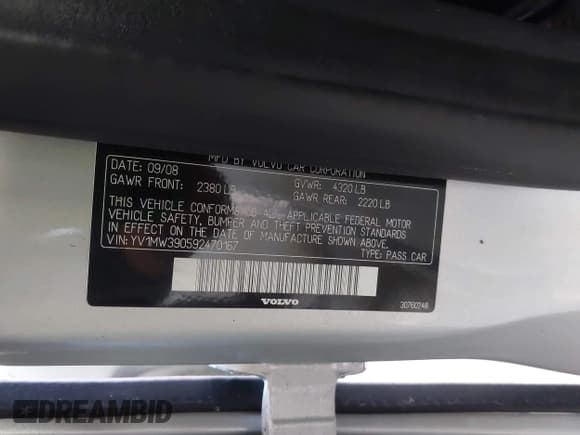 MFD BY VOLVO CAR CORPORATION
DATE: 09/08 GVWR: 4320 LB
GAWR FRONT: 2380 LB GAWR REAR: 2220 LB
THIS VEHICLE CONFORMS TO ALL APPLICABLE FEDERAL MOTOR
VEHICLE SAFETY, BUMPER AND THEFT PREVENTION STANDARDS
IN EFFECT ON THE DATE OF MANUFACTURE SHOWN ABOVE.
VIN: YV1MW390592470167 TYPE: PASS CAR
VOLVO
30760748
DREAMBID